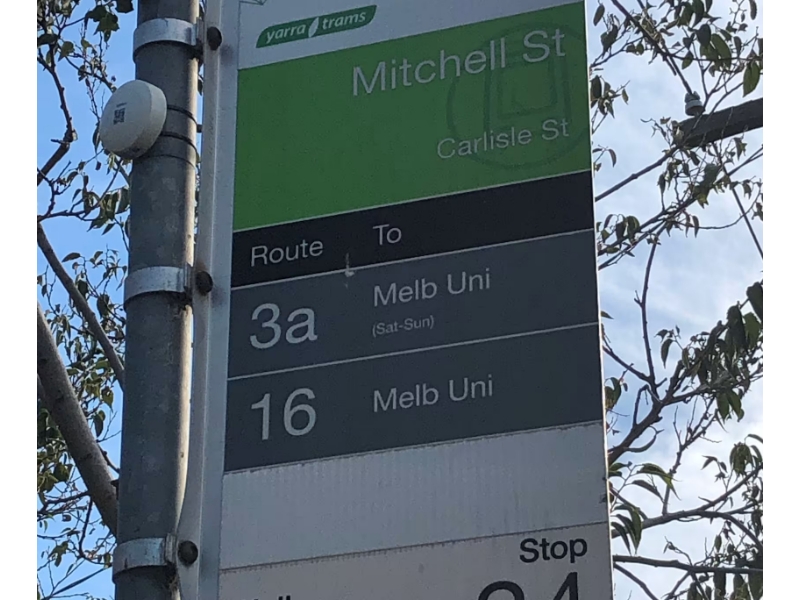 yarra trams
Mitchell St
Carlisle St
Route To
3a Melb Uni
(Sat-Sun)
16 Melb Uni
Stop